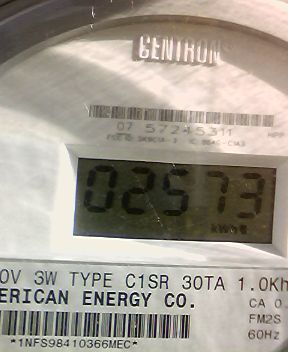 CENTRON
07 57245311
02573
kWh
0V 3W TYPE C1SR 30TA 1.0Kh
ERICAN ENERGY CO.
CA 0.
FM2S
60Hz
*1NFS98410366MEC*